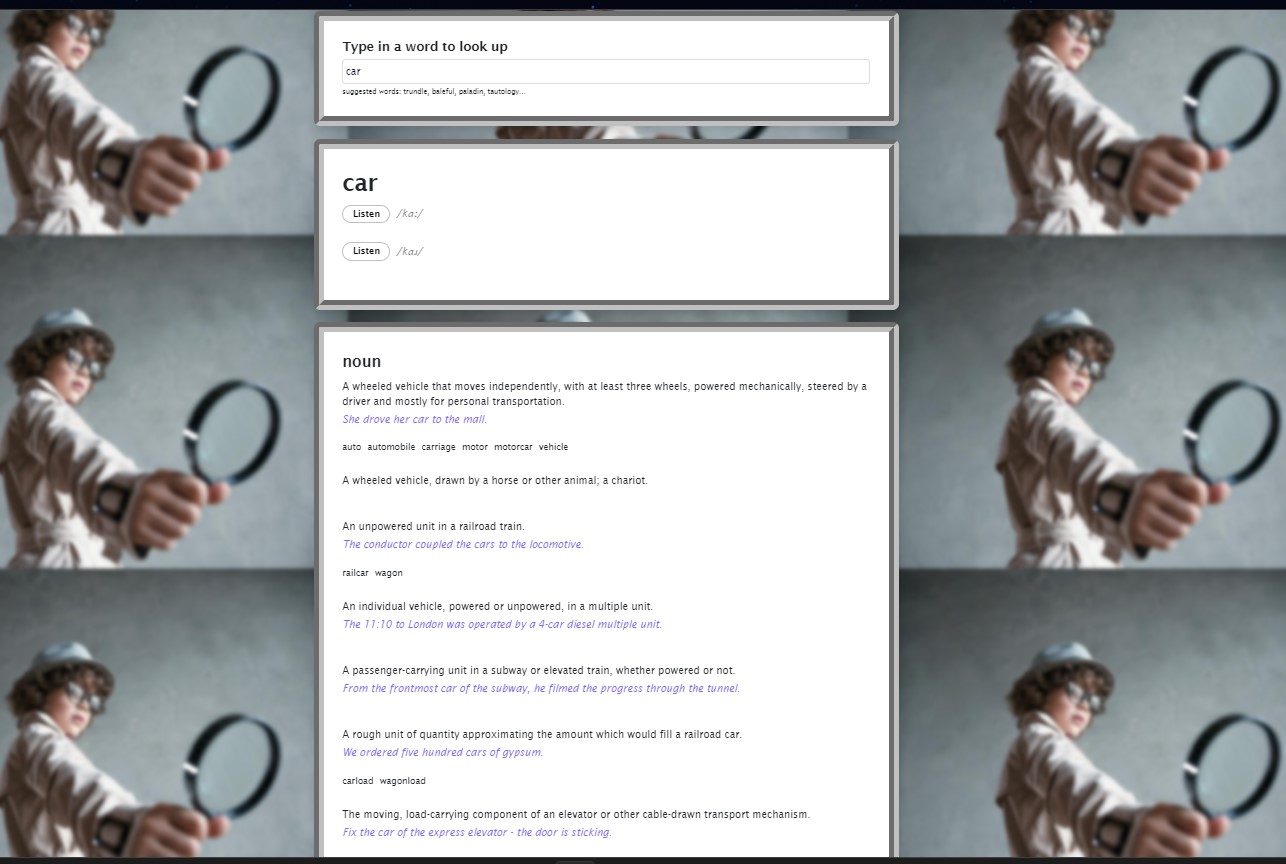 Type in a word to look up
car
suggested words: trundle, baleful, paladin, tautology...
car
Listen /kɑː/
Listen /kɑɹ/
noun
A wheeled vehicle that moves independently, with at least three wheels, powered mechanically, steered by a
driver and mostly for personal transportation.
She drove her car to the mall.
auto automobile carriage motor motorcar vehicle
A wheeled vehicle, drawn by a horse or other animal; a chariot.
An unpowered unit in a railroad train.
The conductor coupled the cars to the locomotive.
railcar wagon
An individual vehicle, powered or unpowered, in a multiple unit.
The 11:10 to London was operated by a 4-car diesel multiple unit.
A passenger-carrying unit in a subway or elevated train, whether powered or not.
From the frontmost car of the subway, he filmed the progress through the tunnel.
A rough unit of quantity approximating the amount which would fill a railroad car.
We ordered five hundred cars of gypsum.
carload wagonload
The moving, load-carrying component of an elevator or other cable-drawn transport mechanism.
Fix the car of the express elevator - the door is sticking.